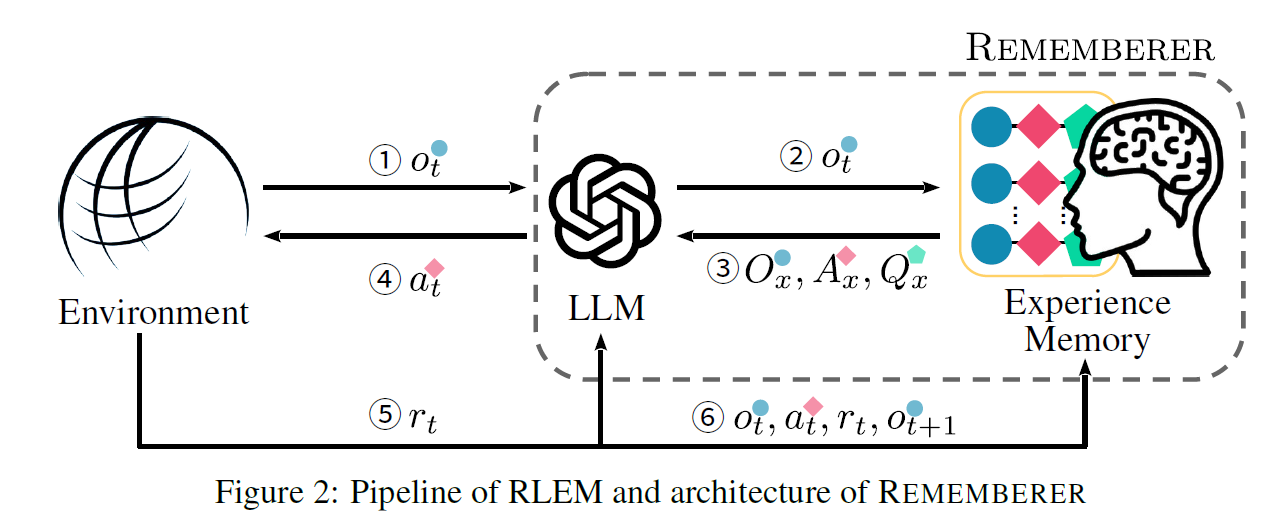 REMEMBERER
① o_t
② o_t
③ O_x, A_x, Q_x
④ a_t
Environment
LLM
Experience
Memory
⑤ r_t
⑥ o_t, a_t, r_t, o_{t+1}
Figure 2: Pipeline of RLEM and architecture of REMEMBERER